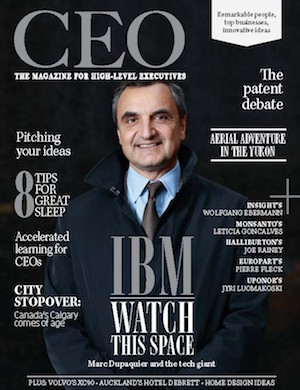 Remarkable people,
top businesses,
innovative ideas
CEO
THE MAGAZINE FOR HIGH-LEVEL EXECUTIVES
The
patent
debate
Pitching
your ideas
AERIAL ADVENTURE
IN THE YUKON
8 TIPS
FOR
GREAT
SLEEP
INSIGHT'S
WOLFGANG EBERMANN
MONSANTO'S
LETICIA GONCALVES
HALLIBURTON'S
JOE RAINEY
EUROPART'S
PIERRE FLECK
UPONOR'S
JYRI LUOMAKOSKI
Accelerated
learning for
CEOs
CITY
STOPOVER:
Canada's Calgary
comes of age
IBM
WATCH
THIS SPACE
Marc Dupaquier and the tech giant
PLUS: VOLVO'S XC90 • AUCKLAND'S HOTEL DEBRETT • HOME DESIGN IDEAS